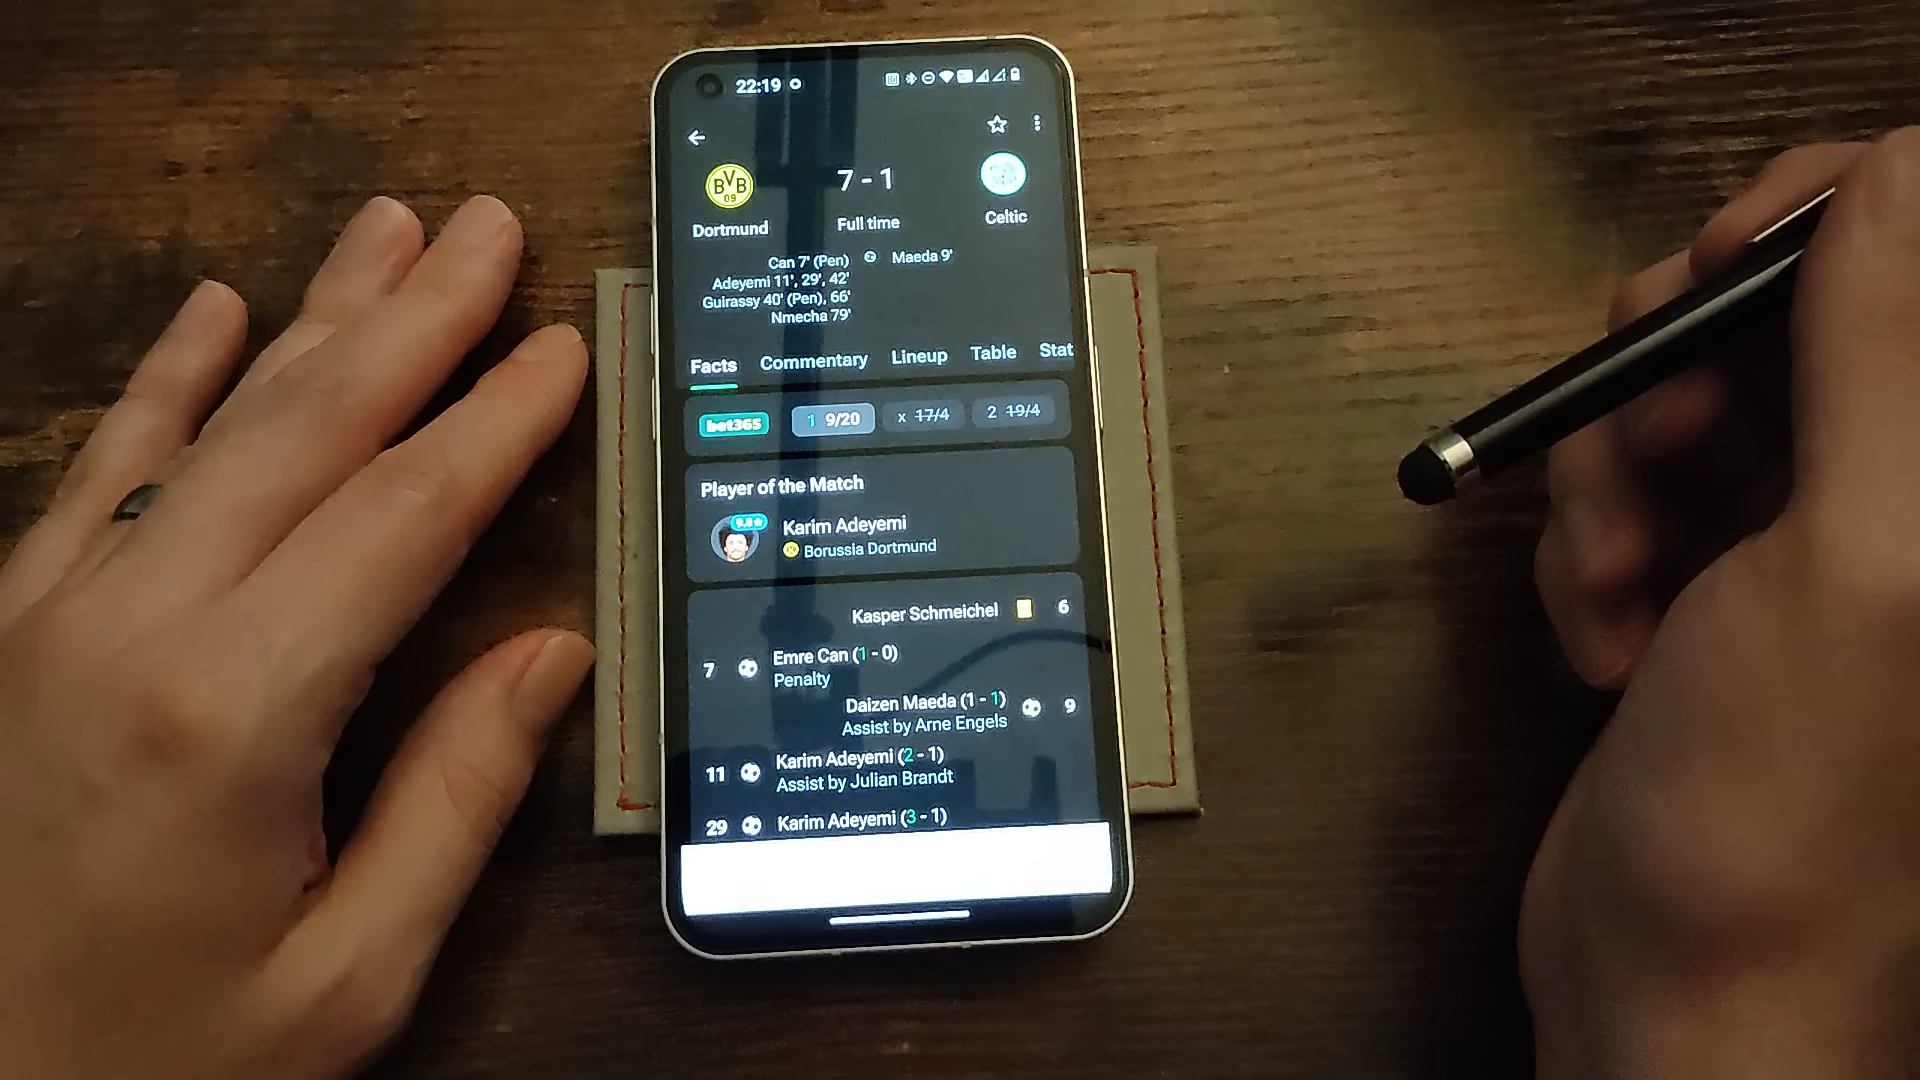 22:19
BVB
09
7 - 1
Dortmund
Full time
Celtic
Can 7' (Pen)
Maeda 9'
Adeyemi 11', 29', 42'
Guirassy 40' (Pen), 66'
Nmecha 79'
Facts Commentary Lineup Table Stat
bet365 1 9/20 x 17/4 2 19/4
Player of the Match
Karim Adeyemi
Borussia Dortmund
Kasper Schmeichel 6
7 Emre Can (1 - 0)
Penalty
Daizen Maeda (1 - 1) 9
Assist by Arne Engels
11 Karim Adeyemi (2 - 1)
Assist by Julian Brandt
29 Karim Adeyemi (3 - 1)